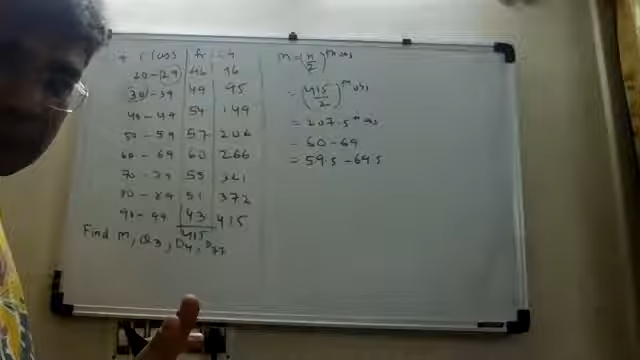 Class fr cf
20-29 46 46
30-39 49 95
40-49 54 149
50-59 57 206
60-69 60 266
70-79 55 321
80-89 51 372
90-99 43 415
415
Find M, Q3, D4, P77
M = (n/2)th obs
= (415/2)th obs
= 207.5th obs
= 60-69
= 59.5-69.5